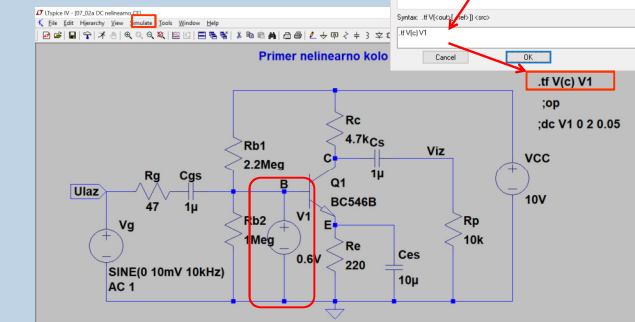 LTspice IV - [07_02a DC nelinearno CE]
File Edit Hierarchy View Simulate Tools Window Help
Syntax: .tf V(<out>[,<ref>]) <src>
.tf V(c) V1
Cancel
OK
Primer nelinearno kolo
.tf V(c) V1
;op
;dc V1 0 2 0.05
Rb1
2.2Meg
Rc
4.7k
Cs
1µ
C
Viz
VCC
10V
Rg
47
Cgs
1µ
Ulaz
B
Q1
BC546B
Vg
SINE(0 10mV 10kHz)
AC 1
Rb2
1Meg
V1
0.6V
E
Re
220
Ces
10µ
Rp
10k